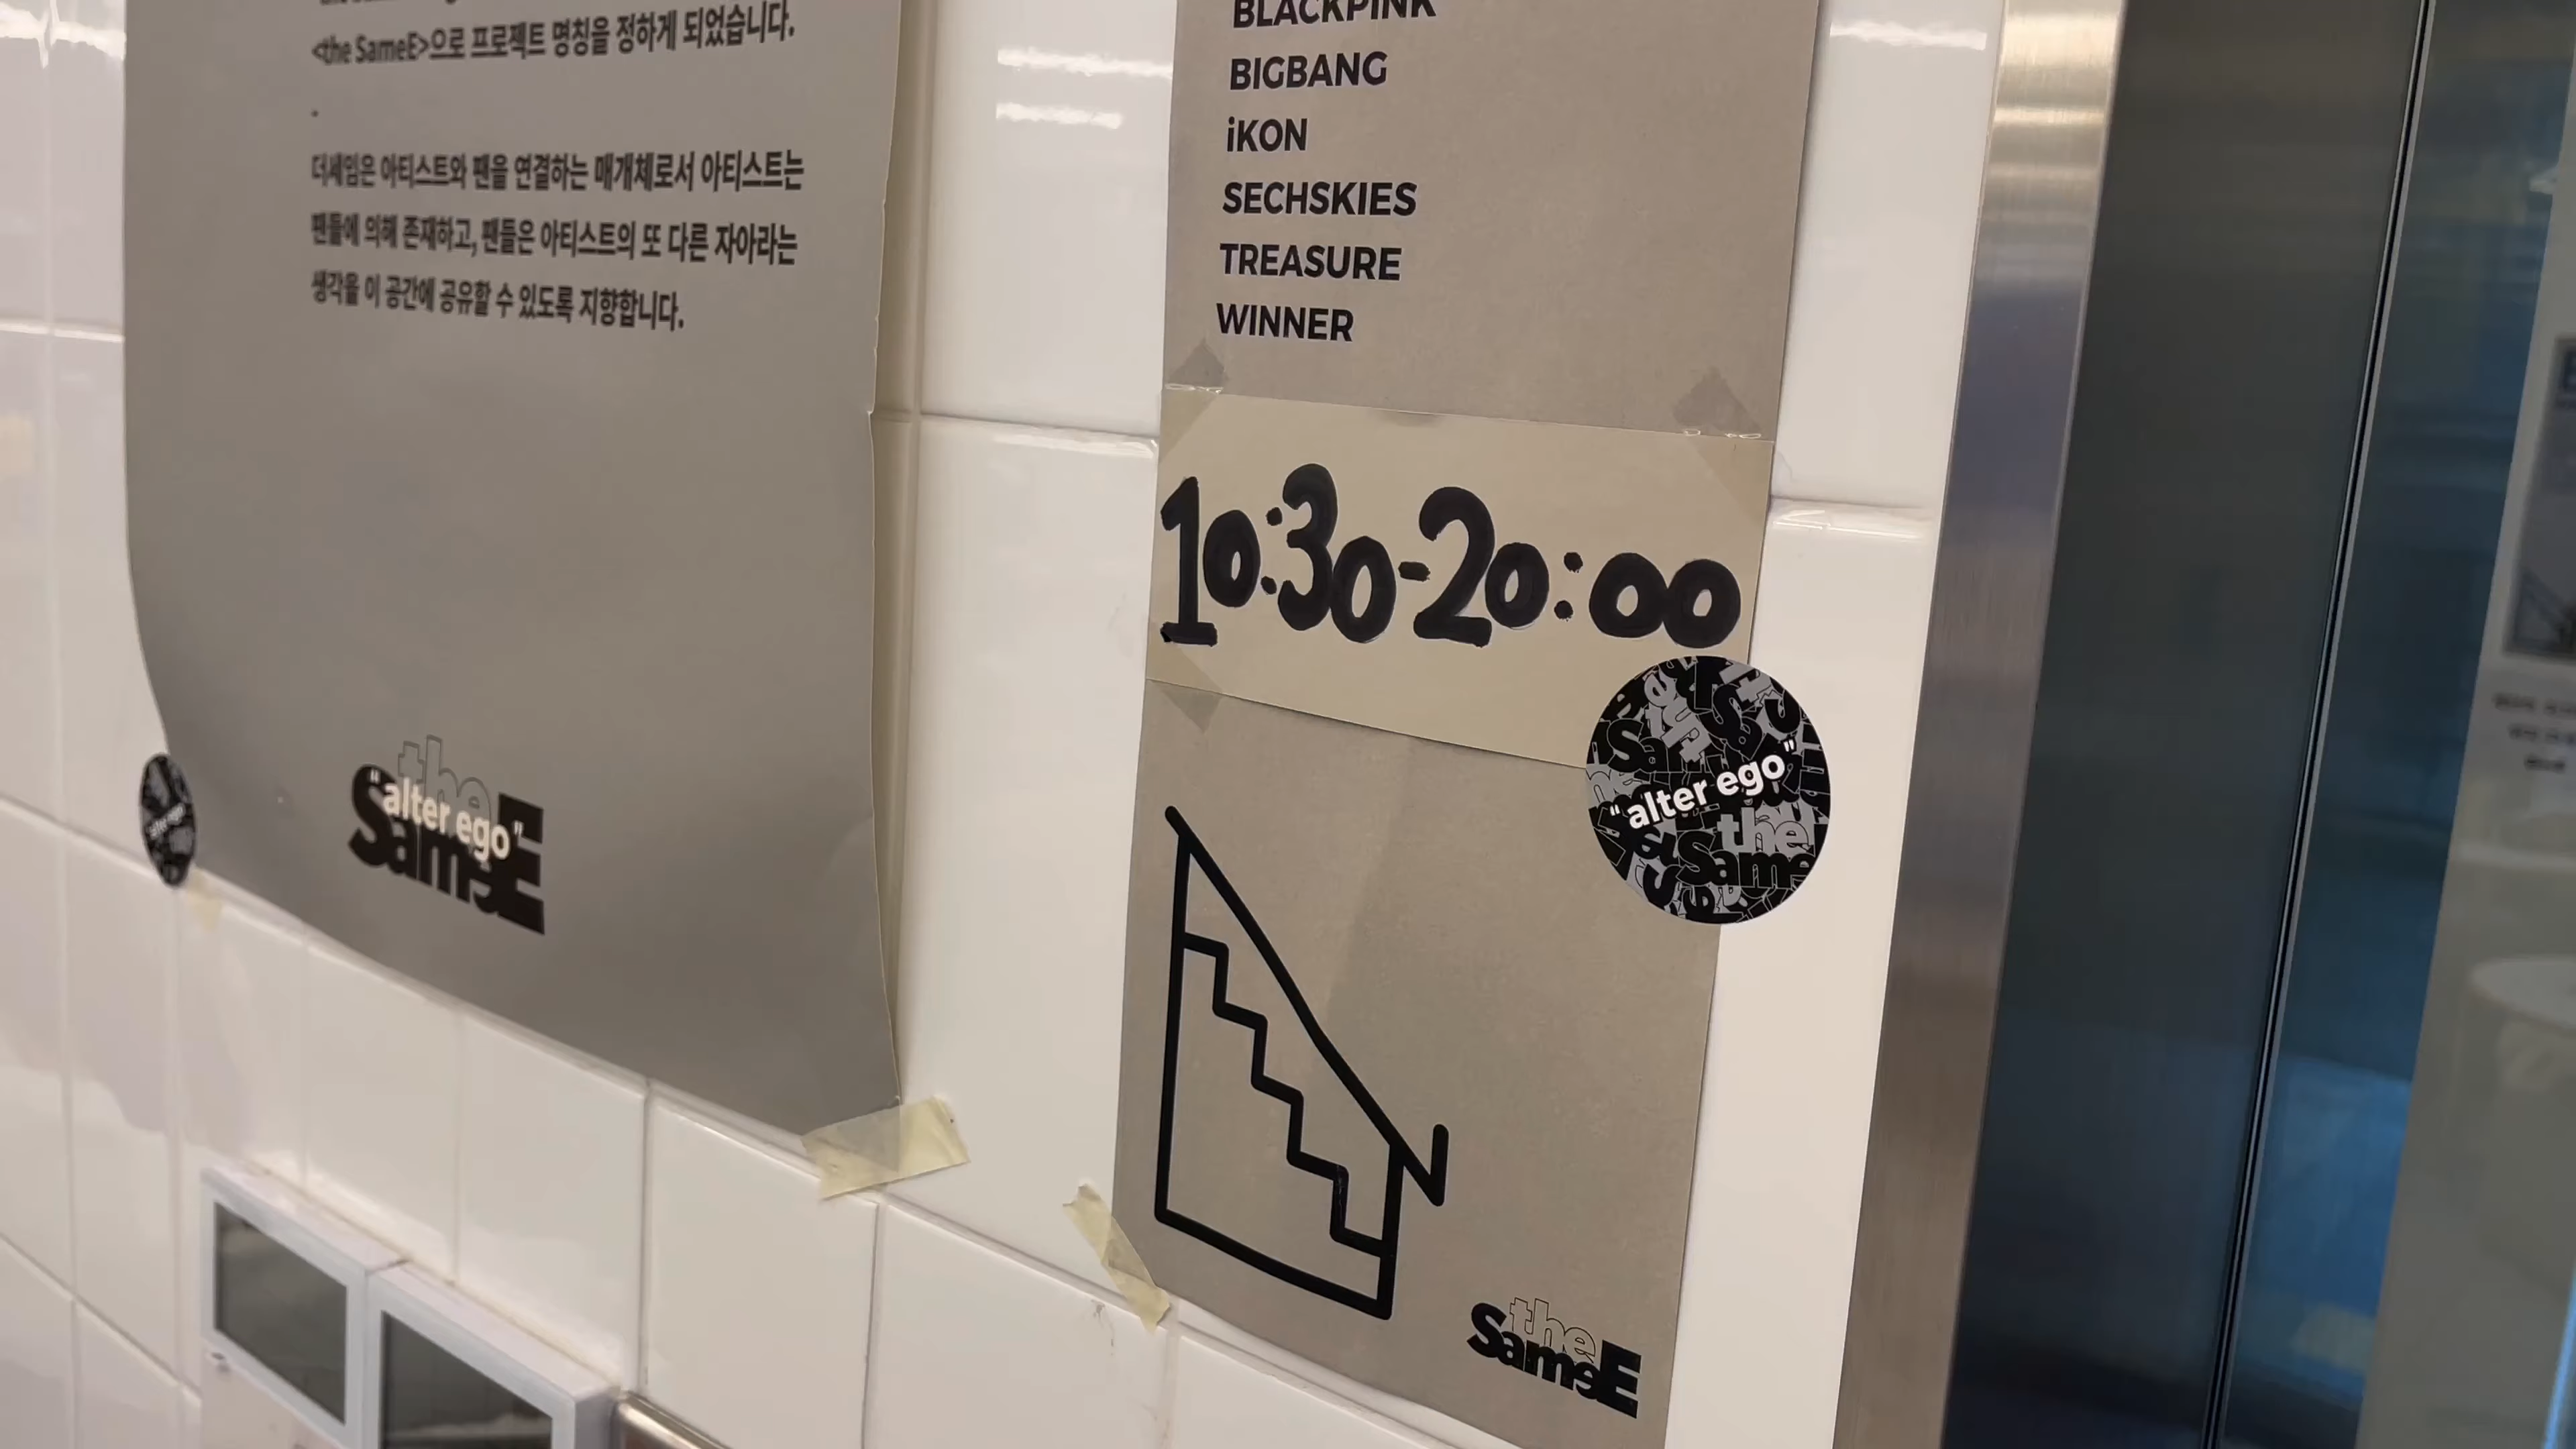 <the SameE>으로 프로젝트 명칭을 정하게 되었습니다.
-
더세임은 아티스트와 팬을 연결하는 매개체로서 아티스트는
팬들에 의해 존재하고, 팬들은 아티스트의 또 다른 자아라는
생각을 이 공간에 공유할 수 있도록 지향합니다.
the
SameE
"alter ego"
BLACKPINK
BIGBANG
iKON
SECHSKIES
TREASURE
WINNER
10:30-20:00
"alter ego"
the
Same
the
SameE